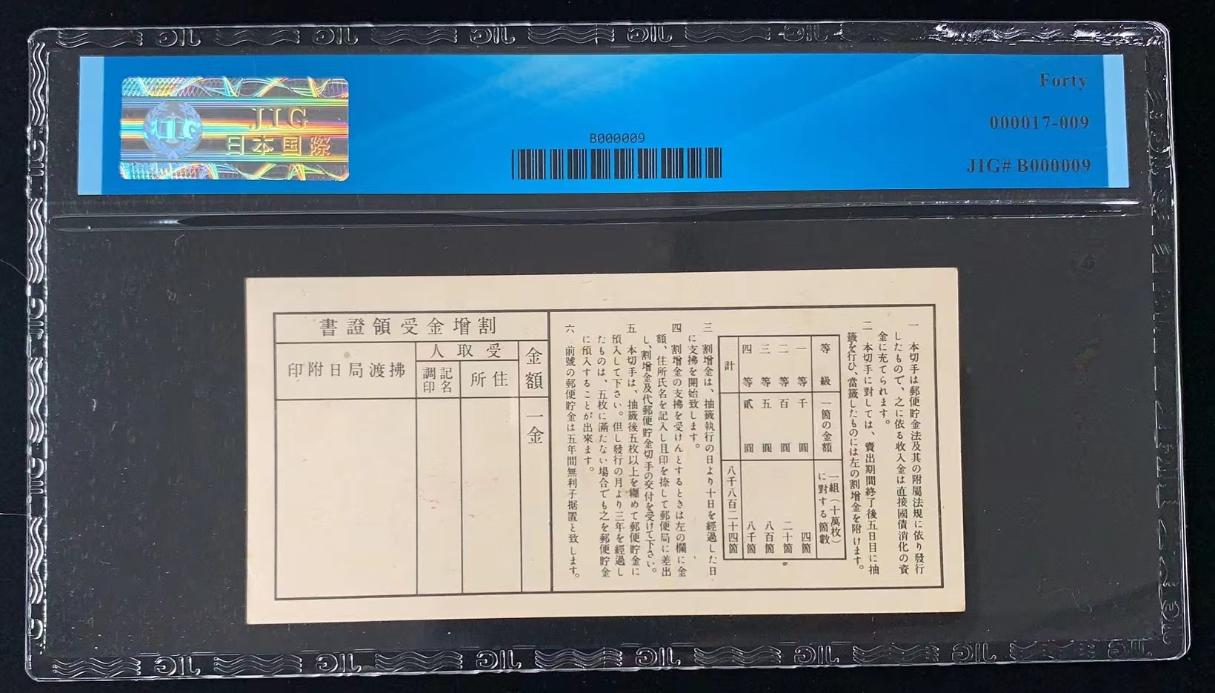 JIG
日本国際
B000009
Forty
000017-009
JIG# B000009
一 本切手は郵便貯金法及其の附屬法規に依り發行
したもので、之に依る收入金は直接國債消化の資
金に充てられます。
二 本切手に對しては、賣出期間終了後五日目に抽
籤を行ひ、當籤したものには左の割增金を附けます。
等級 一箇の金額 一組(十萬枚)に對する箇數
一等 千圓 四箇
二等 百圓 二十箇
三等 五圓 八百箇
四等 貳圓 八千箇
計 八千八百二十四箇
三 割增金は、抽籤執行の日より十日を經過した日
に支拂を開始致します。
四 割增金の支拂を受けんとするときは左の欄に金
額、住所氏名を記入し且印を捺して郵便局に差出
し、割增金及代郵便貯金切手の交付を受けて下さい。
五 本切手は、抽籤後五枚以上を纏めて郵便貯金に
預入して下さい。但し發行の月より三年を經過し
たものは、五枚に滿たない場合でも之を郵便貯金
に預入することが出來ます。
六 前號の郵便貯金は五年間無利子据置と致します。
割增金受領證書
金額
一金
受取人
住所
記名調印
拂渡局日附印